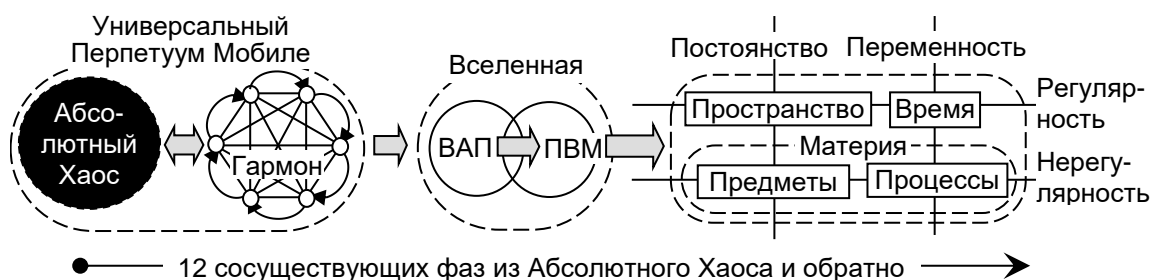 Универсальный
Перпетуум Мобиле
Абсо-
лютный
Хаос
Гармон
Вселенная
ВАП
ПВМ
Постоянство
Переменность
Пространство
Время
Регуляр-
ность
Материя
Предметы
Процессы
Нерегу-
лярность
12 сосуществующих фаз из Абсолютного Хаоса и обратно